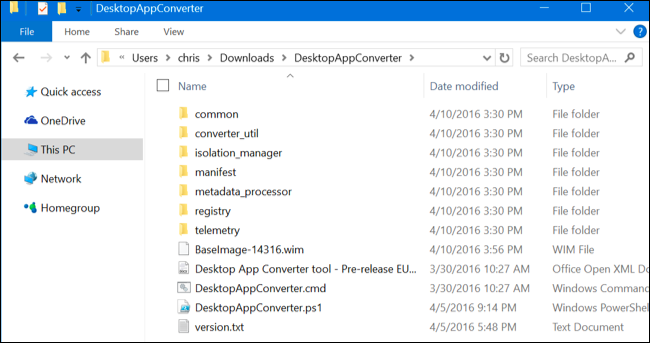 DesktopAppConverter
File Home Share View
« Users > chris > Downloads > DesktopAppConverter > Search DesktopA...
Name Date modified Type
Quick access
OneDrive
This PC
Network
Homegroup
common 4/10/2016 3:30 PM File folder
converter_util 4/10/2016 3:30 PM File folder
isolation_manager 4/10/2016 3:30 PM File folder
manifest 4/10/2016 3:30 PM File folder
metadata_processor 4/10/2016 3:30 PM File folder
registry 4/10/2016 3:30 PM File folder
telemetry 4/10/2016 3:30 PM File folder
BaseImage-14316.wim 4/10/2016 3:56 PM WIM File
Desktop App Converter tool - Pre-release EU... 3/30/2016 10:27 AM Office Open XML Do
DesktopAppConverter.cmd 3/30/2016 10:27 AM Windows Comman
DesktopAppConverter.ps1 4/5/2016 9:14 PM Windows PowerShel
version.txt 4/5/2016 5:48 PM Text Document